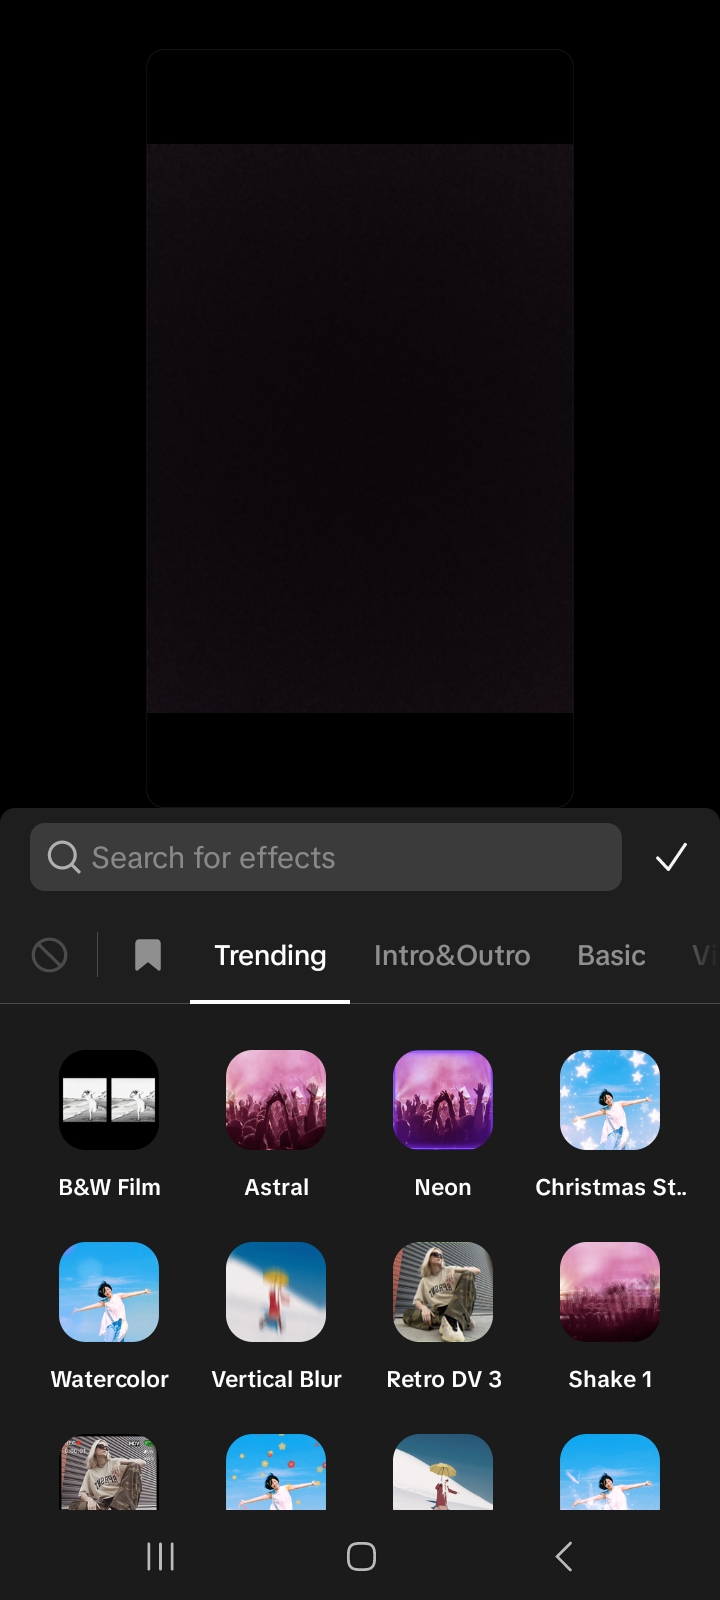 Search for effects
Trending Intro&Outro Basic
B&W Film Astral Neon Christmas St..
Watercolor Vertical Blur Retro DV 3 Shake 1